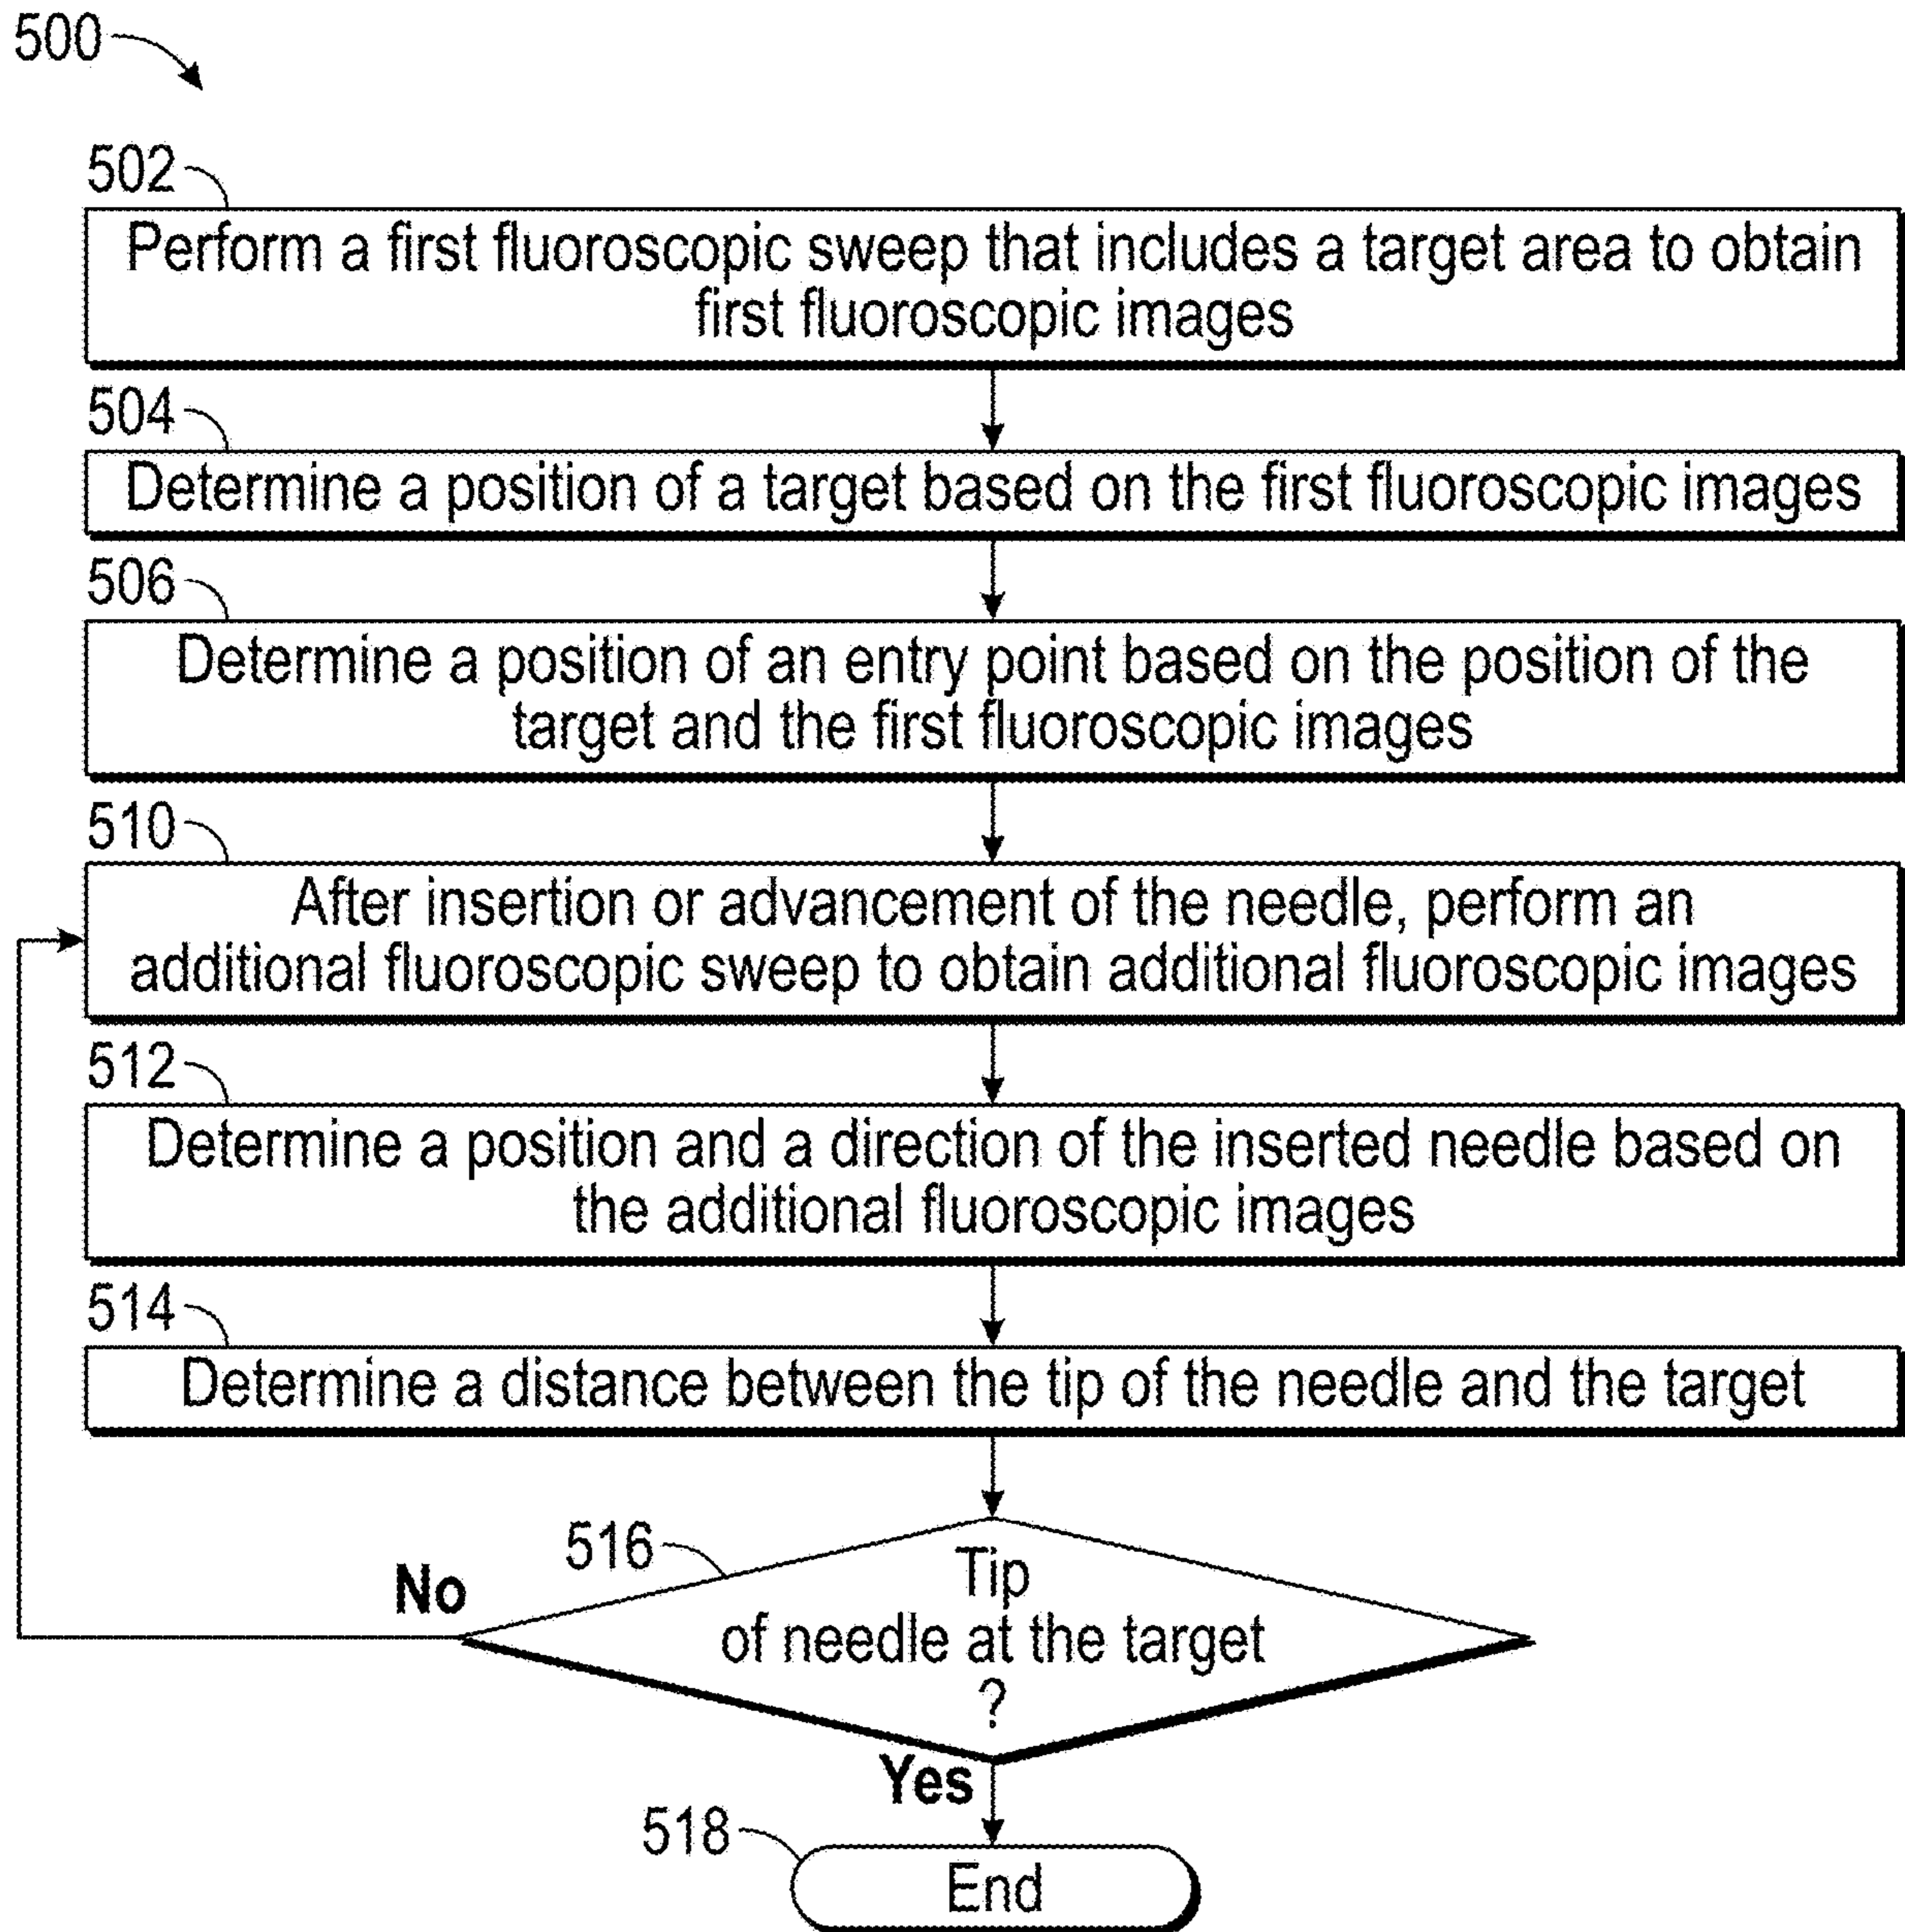 500
502
Perform a first fluoroscopic sweep that includes a target area to obtain
first fluoroscopic images
504
Determine a position of a target based on the first fluoroscopic images
506
Determine a position of an entry point based on the position of the
target and the first fluoroscopic images
510
After insertion or advancement of the needle, perform an
additional fluoroscopic sweep to obtain additional fluoroscopic images
512
Determine a position and a direction of the inserted needle based on
the additional fluoroscopic images
514
Determine a distance between the tip of the needle and the target
516
No
Tip
of needle at the target
?
Yes
518
End